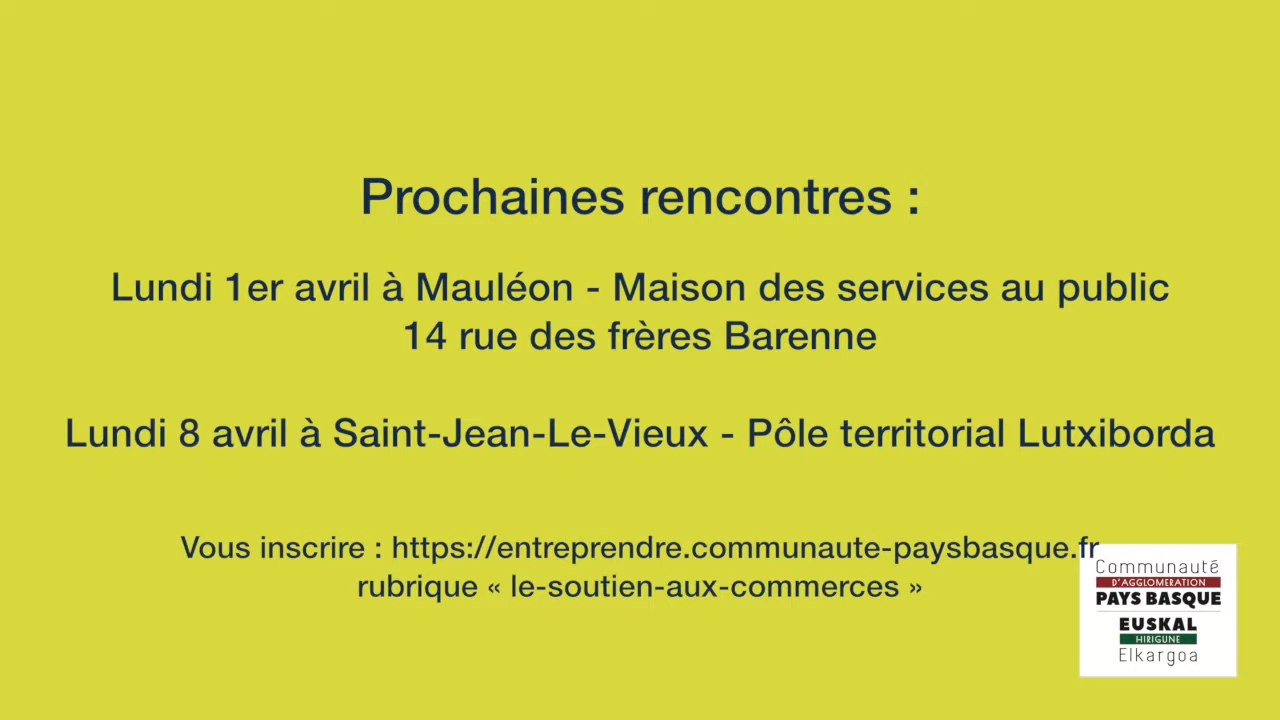 Prochaines rencontres :
Lundi 1er avril à Mauléon - Maison des services au public
14 rue des frères Barenne
Lundi 8 avril à Saint-Jean-Le-Vieux - Pôle territorial Lutxiborda
Vous inscrire : https://entreprendre.communaute-paysbasque.fr
rubrique « le-soutien-aux-commerces »
Communauté
D'AGGLOMERATION
PAYS BASQUE
EUSKAL
HIRIGUNE
Elkargoa